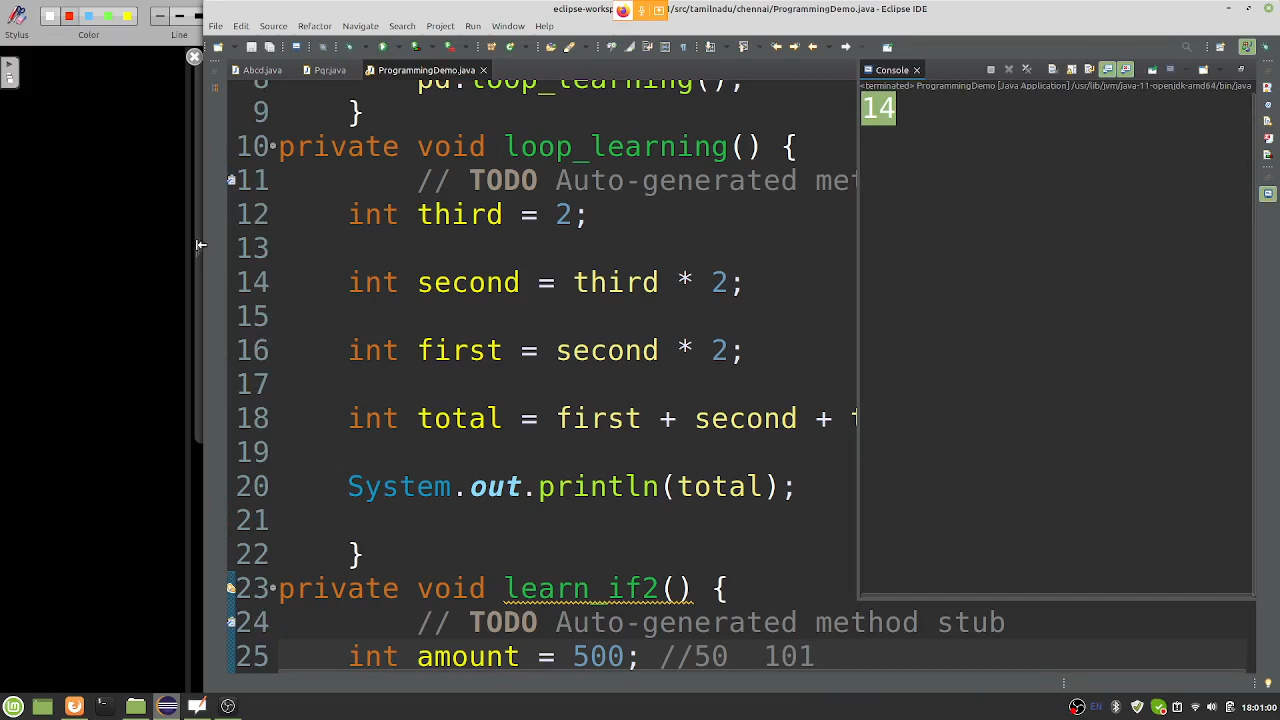 eclipse-worksp /src/tamilnadu/chennai/ProgrammingDemo.java - Eclipse IDE
Stylus
Line
File Edit Source Refactor Navigate Search Project Run Window Help
Abcd.java Pqr.java ProgrammingDemo.java
Console
<terminated> ProgrammingDemo [Java Application] /usr/lib/jvm/java-11-openjdk-amd64/bin/java
14
8 pd.loop_learning();
9 }
10 private void loop_learning() {
11 // TODO Auto-generated met
12 int third = 2;
13
14 int second = third * 2;
15
16 int first = second * 2;
17
18 int total = first + second + t
19
20 System.out.println(total);
21
22 }
23 private void learn_if2() {
24 // TODO Auto-generated method stub
25 int amount = 500; //50 101
EN 18:01:00